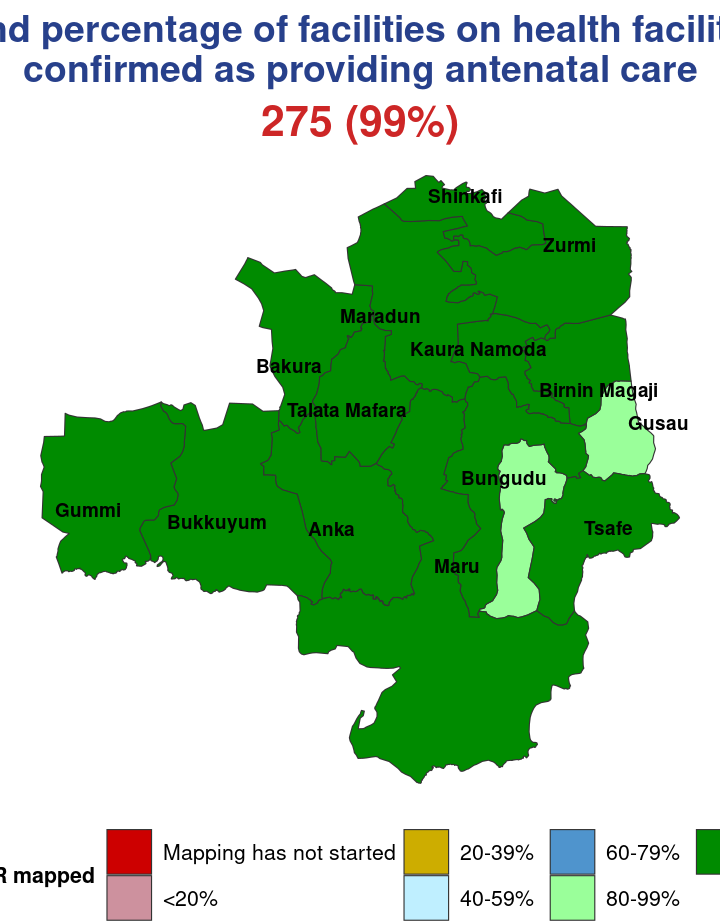 percentage of facilities on health
confirmed as providing antenatal care
275 (99%)
Shinkafi
Zurmi
Maradun
Kaura Namoda
Bakura
Birnin Magaji
Talata Mafara
Gusau
Bungudu
Gummi
Bukkuyum
Anka
Tsafe
Maru
Mapping has not started
20-39%
60-79%
R mapped
<20%
40-59%
80-99%